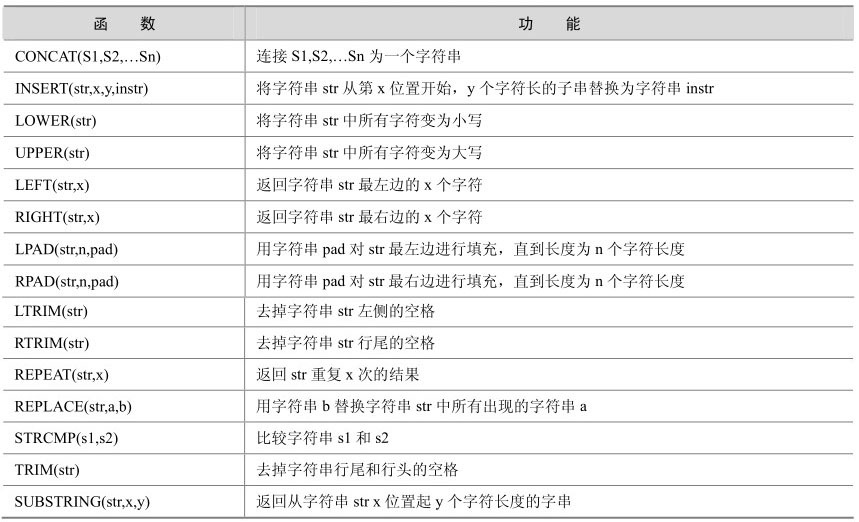 函 数 功 能
CONCAT(S1,S2,…Sn) 连接 S1,S2,…Sn 为一个字符串
INSERT(str,x,y,instr) 将字符串 str 从第 x 位置开始，y 个字符长的子串替换为字符串 instr
LOWER(str) 将字符串 str 中所有字符变为小写
UPPER(str) 将字符串 str 中所有字符变为大写
LEFT(str,x) 返回字符串 str 最左边的 x 个字符
RIGHT(str,x) 返回字符串 str 最右边的 x 个字符
LPAD(str,n,pad) 用字符串 pad 对 str 最左边进行填充，直到长度为 n 个字符长度
RPAD(str,n,pad) 用字符串 pad 对 str 最右边进行填充，直到长度为 n 个字符长度
LTRIM(str) 去掉字符串 str 左侧的空格
RTRIM(str) 去掉字符串 str 行尾的空格
REPEAT(str,x) 返回 str 重复 x 次的结果
REPLACE(str,a,b) 用字符串 b 替换字符串 str 中所有出现的字符串 a
STRCMP(s1,s2) 比较字符串 s1 和 s2
TRIM(str) 去掉字符串行尾和行头的空格
SUBSTRING(str,x,y) 返回从字符串 str x 位置起 y 个字符长度的字串